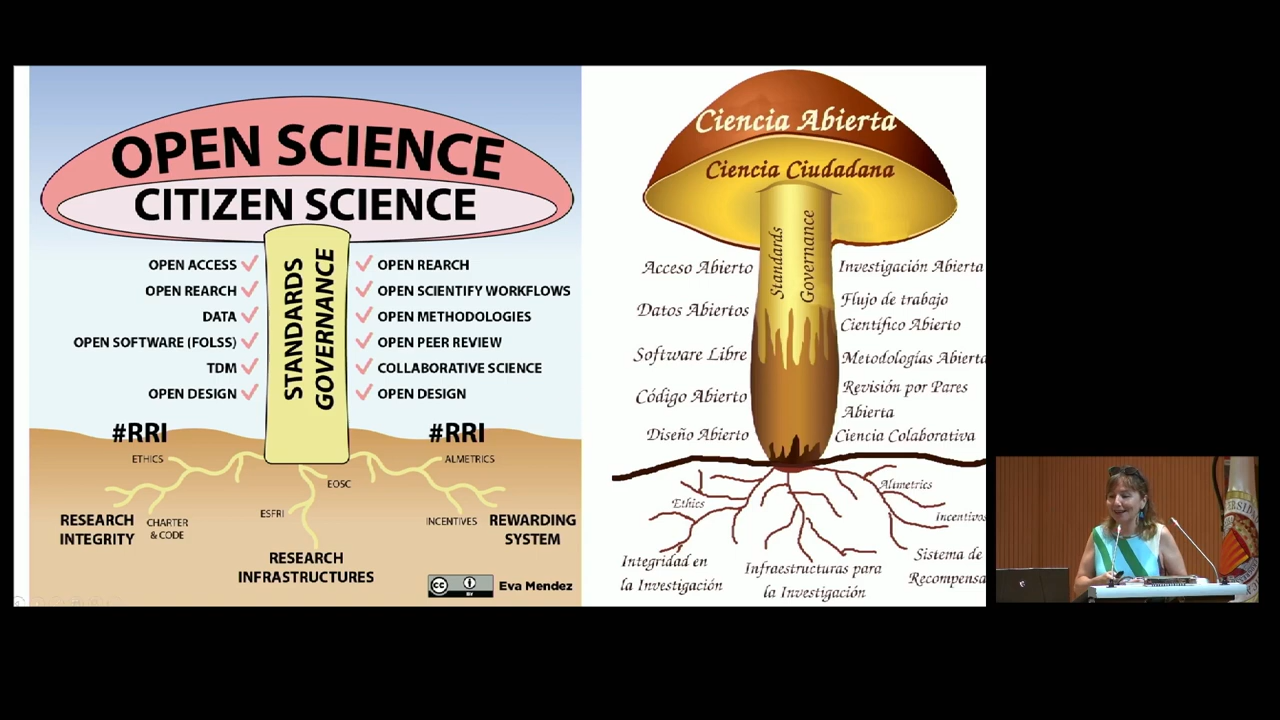 OPEN SCIENCE
CITIZEN SCIENCE
STANDARDS
GOVERNANCE
OPEN ACCESS
OPEN REARCH
DATA
OPEN SOFTWARE (FOLSS)
TDM
OPEN DESIGN
OPEN REARCH
OPEN SCIENTIFY WORKFLOWS
OPEN METHODOLOGIES
OPEN PEER REVIEW
COLLABORATIVE SCIENCE
OPEN DESIGN
#RRI
#RRI
ETHICS
ALMETRICS
EOSC
ESFRI
RESEARCH
INTEGRITY
CHARTER
& CODE
INCENTIVES
REWARDING
SYSTEM
RESEARCH
INFRASTRUCTURES
cc
BY
Eva Mendez
Ciencia Abierta
Ciencia Ciudadana
Standards
Governance
Acceso Abierto
Datos Abiertos
Software Libre
Código Abierto
Diseño Abierto
Investigación Abierta
Flujo de trabajo
Científico Abierto
Metodologías Abierta
Revisión por Pares
Abierta
Ciencia Colaborativa
Ethics
Alimetrics
Incentivos
Integridad en
la Investigación
Infraestructuras para
la Investigación
Sistema de
Recompensa